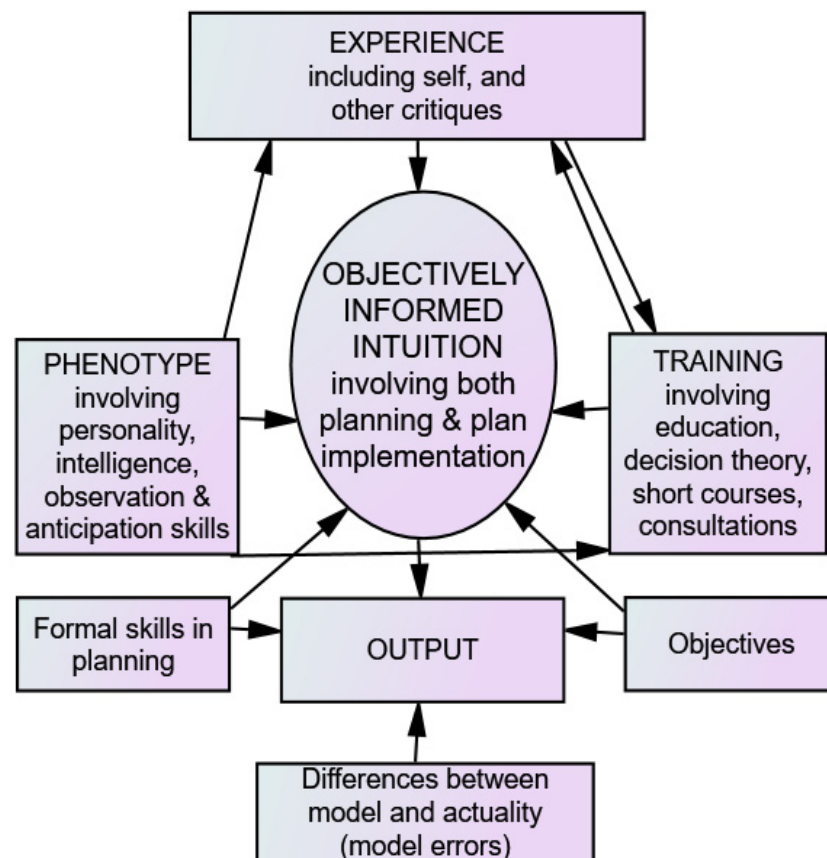 EXPERIENCE
including self, and
other critiques
OBJECTIVELY
INFORMED
INTUITION
involving both
planning & plan
implementation
PHENOTYPE
involving
personality,
intelligence,
observation &
anticipation skills
TRAINING
involving
education,
decision theory,
short courses,
consultations
Formal skills in
planning
OUTPUT
Objectives
Differences between
model and actuality
(model errors)